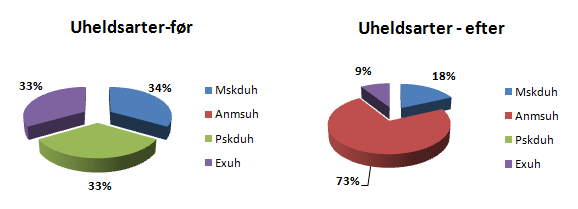 Uheldsarter-før
33%
34%
33%
Mskduh
Anmsuh
Pskduh
Exuh
Uheldsarter - efter
9%
18%
73%
Mskduh
Anmsuh
Pskduh
Exuh